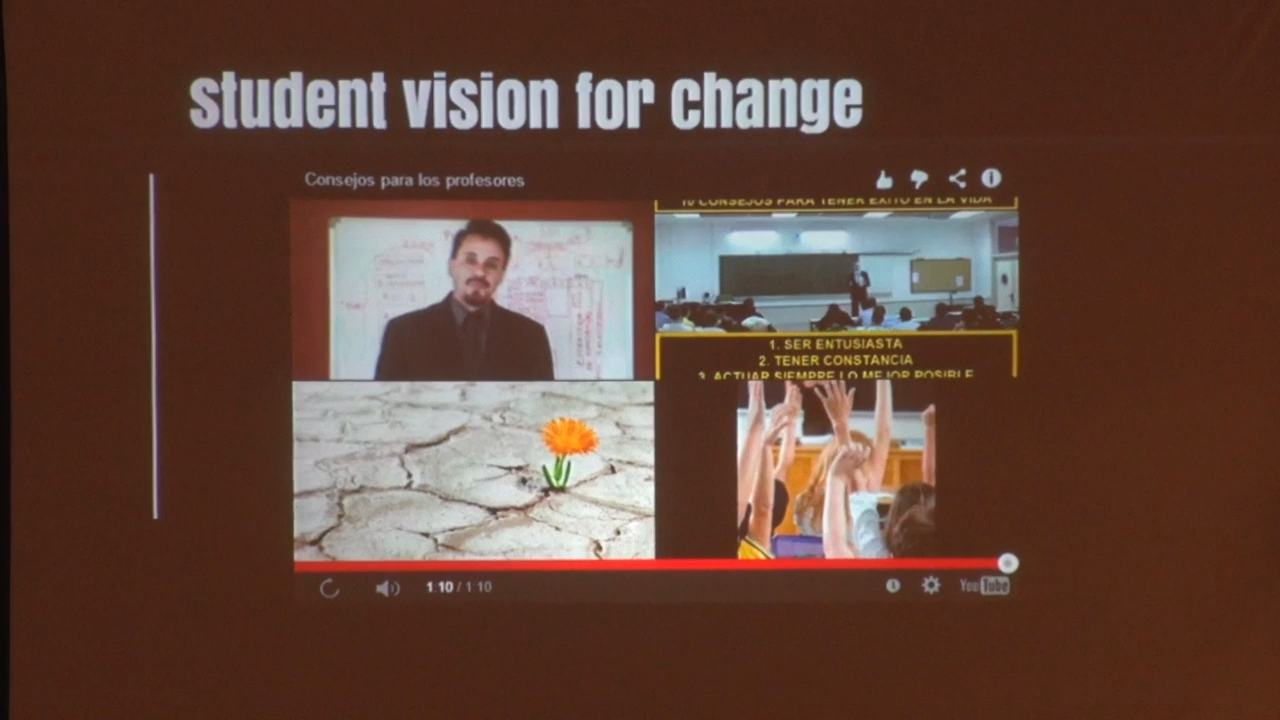 student vision for change
Consejos para los profesores
10 CONSEJOS PARA TENER EXITO EN LA VIDA
1. SER ENTUSIASTA
2. TENER CONSTANCIA
3. ACTUAR SIEMPRE LO MEJOR POSIBLE
1:10 / 1:10
YouTube